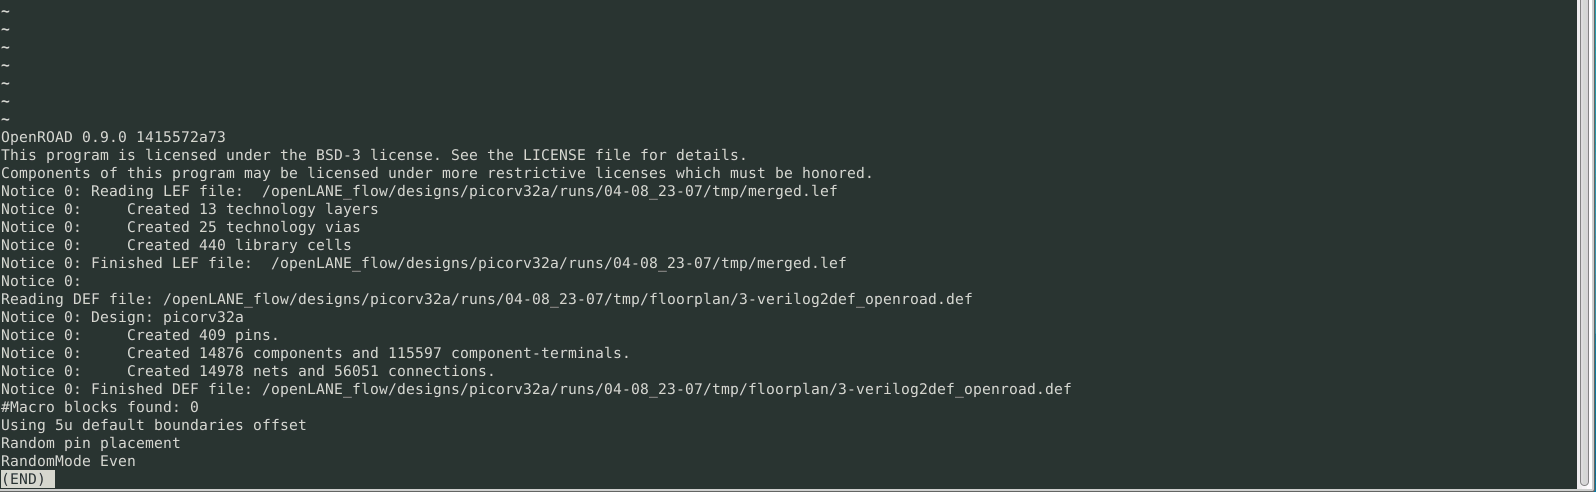 ~
~
~
~
~
~
~
OpenROAD 0.9.0 1415572a73
This program is licensed under the BSD-3 license. See the LICENSE file for details.
Components of this program may be licensed under more restrictive licenses which must be honored.
Notice 0: Reading LEF file:  /openLANE_flow/designs/picorv32a/runs/04-08_23-07/tmp/merged.lef
Notice 0:     Created 13 technology layers
Notice 0:     Created 25 technology vias
Notice 0:     Created 440 library cells
Notice 0: Finished LEF file:  /openLANE_flow/designs/picorv32a/runs/04-08_23-07/tmp/merged.lef
Notice 0:
Reading DEF file: /openLANE_flow/designs/picorv32a/runs/04-08_23-07/tmp/floorplan/3-verilog2def_openroad.def
Notice 0: Design: picorv32a
Notice 0:     Created 409 pins.
Notice 0:     Created 14876 components and 115597 component-terminals.
Notice 0:     Created 14978 nets and 56051 connections.
Notice 0: Finished DEF file: /openLANE_flow/designs/picorv32a/runs/04-08_23-07/tmp/floorplan/3-verilog2def_openroad.def
#Macro blocks found: 0
Using 5u default boundaries offset
Random pin placement
RandomMode Even
(END)